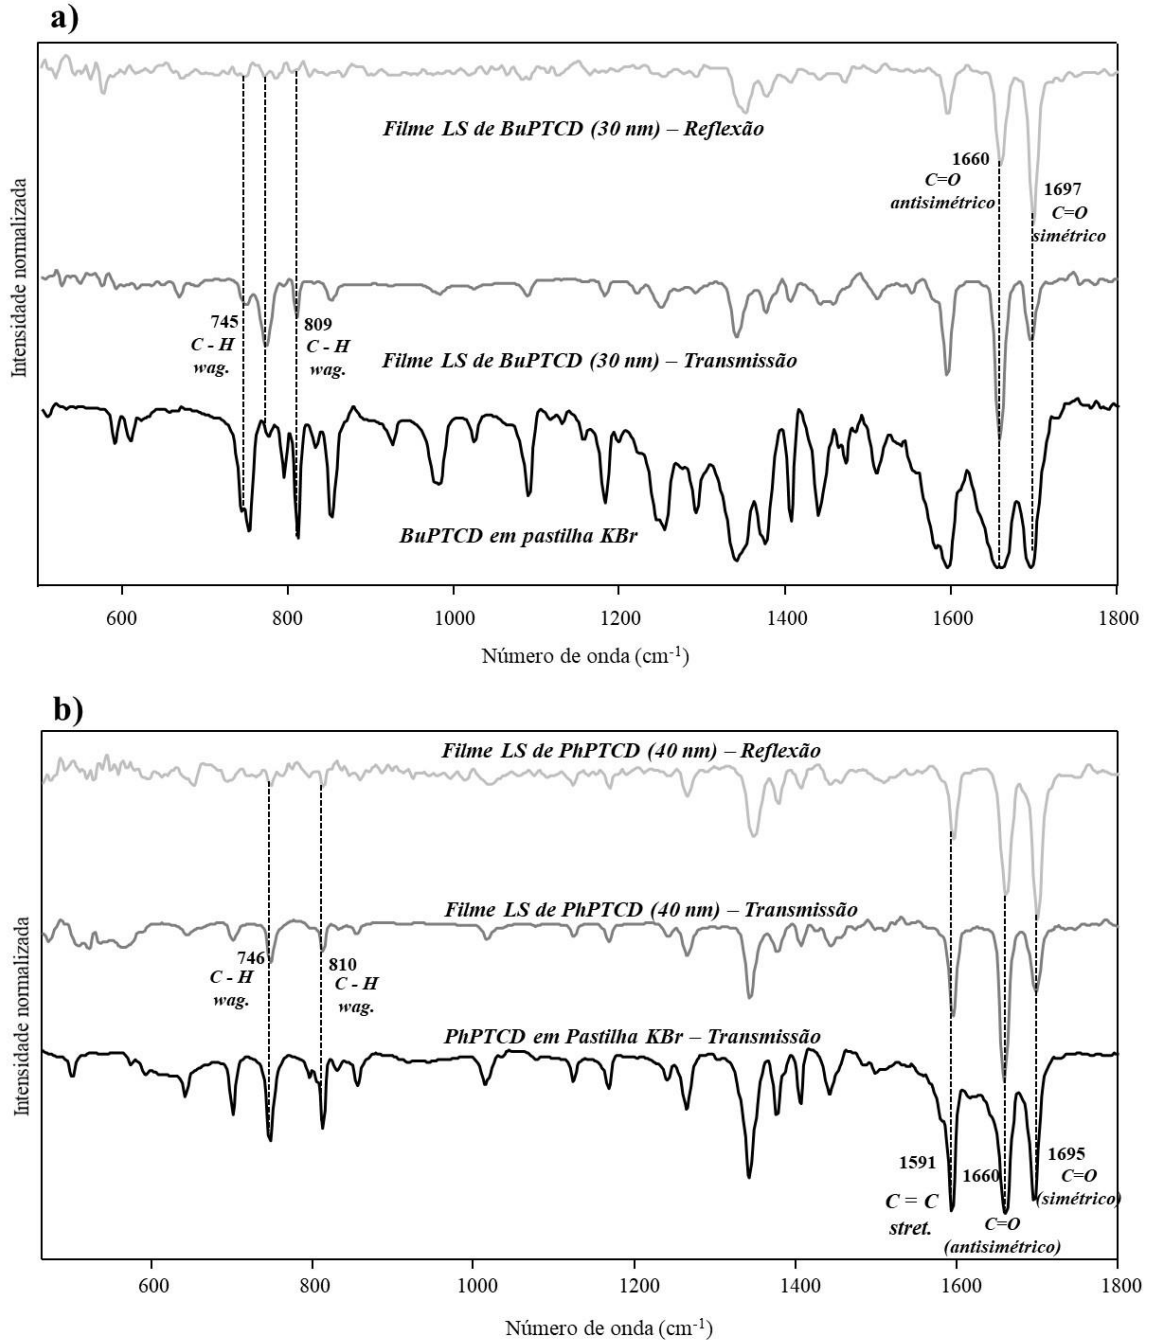 a)
Filme LS de BuPTCD (30 nm) – Reflexão
1660
C=O
antisimétrico
1697
C=O
simétrico
745
C - H
wag.
809
C - H
wag.
Filme LS de BuPTCD (30 nm) – Transmissão
BuPTCD em pastilha KBr
Intensidade normalizada
600 800 1000 1200 1400 1600 1800
Número de onda (cm-1)
b)
Filme LS de PhPTCD (40 nm) – Reflexão
Filme LS de PhPTCD (40 nm) – Transmissão
746
C - H
wag.
810
C - H
wag.
PhPTCD em Pastilha KBr – Transmissão
1591
C = C
stret.
1660
C=O
(antisimétrico)
1695
C=O
(simétrico)
Intensidade normalizada
600 800 1000 1200 1400 1600 1800
Número de onda (cm-1)